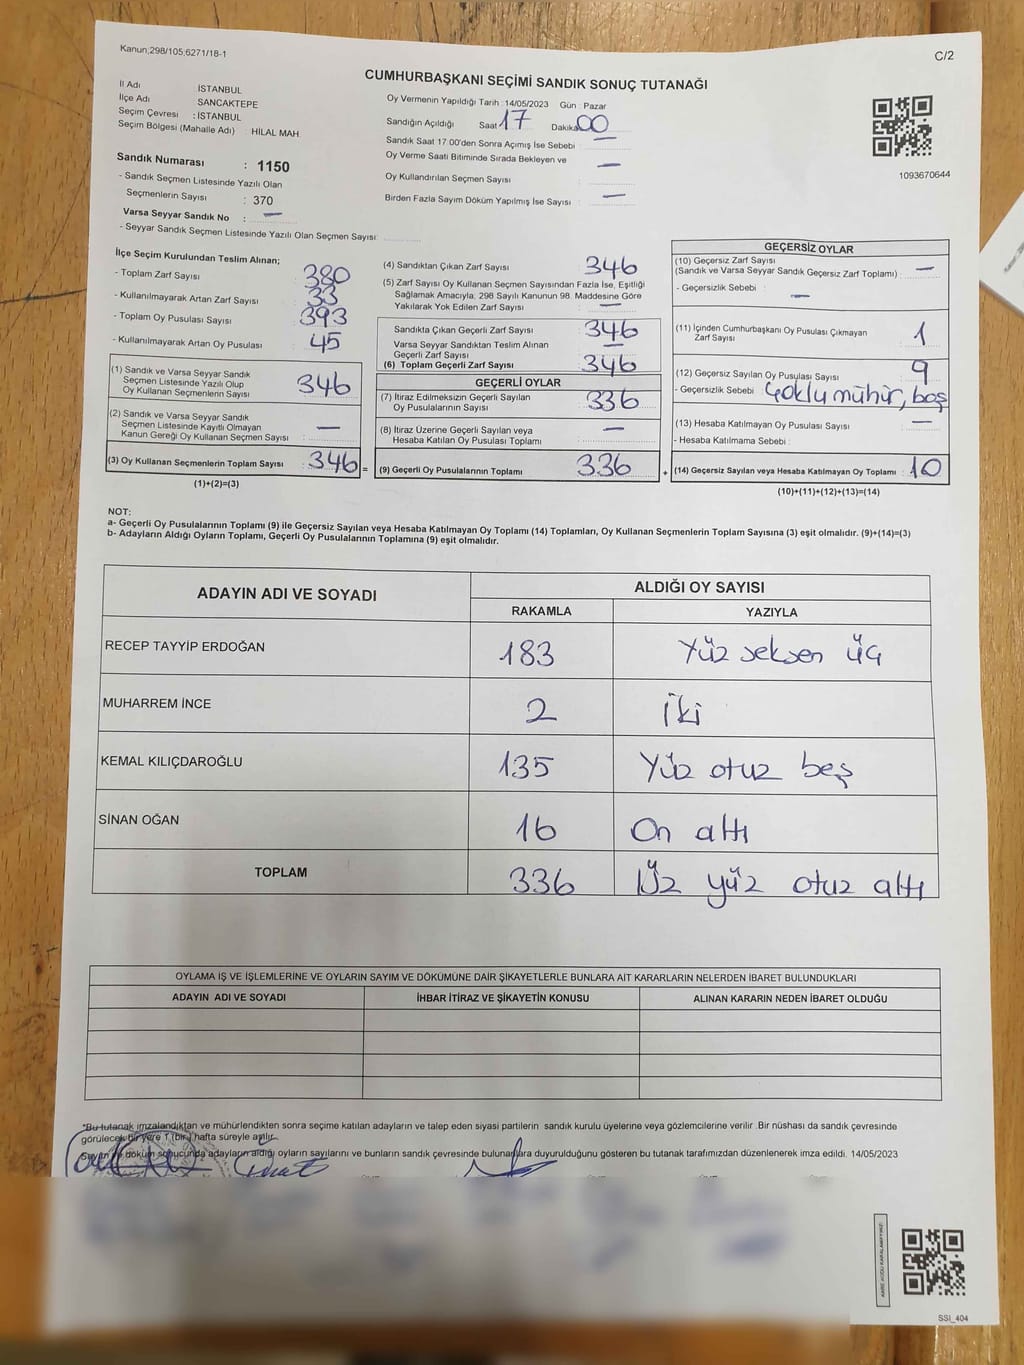 Kanun;298/105;6271/18-1
C/2
CUMHURBAŞKANI SEÇİMİ SANDIK SONUÇ TUTANAĞI
İl Adı İSTANBUL
İlçe Adı SANCAKTEPE
Seçim Çevresi : İSTANBUL
Seçim Bölgesi (Mahalle Adı) : HİLAL MAH.
Sandık Numarası : 1150
- Sandık Seçmen Listesinde Yazılı Olan
Seçmenlerin Sayısı : 370
Varsa Seyyar Sandık No : —
- Seyyar Sandık Seçmen Listesinde Yazılı Olan Seçmen Sayısı:
Oy Vermenin Yapıldığı Tarih :14/05/2023 Gün : Pazar
Sandığın Açıldığı Saat 17 Dakika 00
Sandık Saat 17.00'den Sonra Açımış İse Sebebi : —
Oy Verme Saati Bitiminde Sırada Bekleyen ve —
Oy Kullandırılan Seçmen Sayısı :
Birden Fazla Sayım Döküm Yapılmış İse Sayısı : —
1093670644
İlçe Seçim Kurulundan Teslim Alınan;
- Toplam Zarf Sayısı : 380
- Kullanılmayarak Artan Zarf Sayısı : 33
- Toplam Oy Pusulası Sayısı : 393
- Kullanılmayarak Artan Oy Pusulası : 45
(1) Sandık ve Varsa Seyyar Sandık
Seçmen Listesinde Yazılı Olup
Oy Kullanan Seçmenlerin Sayısı : 346
(2) Sandık ve Varsa Seyyar Sandık
Seçmen Listesinde Kayıtlı Olmayan
Kanun Gereği Oy Kullanan Seçmen Sayısı : —
(3) Oy Kullanan Seçmenlerin Toplam Sayısı : 346 =
(1)+(2)=(3)
(4) Sandıktan Çıkan Zarf Sayısı : 346
(5) Zarf Sayısı Oy Kullanan Seçmen Sayısından Fazla İse, Eşitliği
Sağlamak Amacıyla; 298 Sayılı Kanunun 98. Maddesine Göre
Yakılarak Yok Edilen Zarf Sayısı : —
Sandıkta Çıkan Geçerli Zarf Sayısı : 346
Varsa Seyyar Sandıktan Teslim Alınan
Geçerli Zarf Sayısı : —
(6) Toplam Geçerli Zarf Sayısı : 346
GEÇERLİ OYLAR
(7) İtiraz Edilmeksizin Geçerli Sayılan
Oy Pusulalarının Sayısı : 336
(8) İtiraz Üzerine Geçerli Sayılan veya
Hesaba Katılan Oy Pusulası Toplamı : —
(9) Geçerli Oy Pusulalarının Toplamı : 336 +
GEÇERSİZ OYLAR
(10) Geçersiz Zarf Sayısı
(Sandık ve Varsa Seyyar Sandık Geçersiz Zarf Toplamı) : —
- Geçersizlik Sebebi : —
(11) İçinden Cumhurbaşkanı Oy Pusulası Çıkmayan
Zarf Sayısı : 1
(12) Geçersiz Sayılan Oy Pusulası Sayısı : 9
- Geçersizlik Sebebi : Çoklu mühür, boş
(13) Hesaba Katılmayan Oy Pusulası Sayısı : —
- Hesaba Katılmama Sebebi :
(14) Geçersiz Sayılan veya Hesaba Katılmayan Oy Toplamı : 10
(10)+(11)+(12)+(13)=(14)
NOT:
a- Geçerli Oy Pusulalarının Toplamı (9) ile Geçersiz Sayılan veya Hesaba Katılmayan Oy Toplamı (14) Toplamları, Oy Kullanan Seçmenlerin Toplam Sayısına (3) eşit olmalıdır. (9)+(14)=(3)
b- Adayların Aldığı Oyların Toplamı, Geçerli Oy Pusulalarının Toplamına (9) eşit olmalıdır.
ADAYIN ADI VE SOYADI ALDIĞI OY SAYISI
RAKAMLA YAZIYLA
RECEP TAYYİP ERDOĞAN 183 Yüz seksen üç
MUHARREM İNCE 2 İki
KEMAL KILIÇDAROĞLU 135 Yüz otuz beş
SİNAN OĞAN 16 On altı
TOPLAM 336 Üz yüz otuz altı
OYLAMA İŞ VE İŞLEMLERİNE VE OYLARIN SAYIM VE DÖKÜMÜNE DAİR ŞİKAYETLERLE BUNLARA AİT KARARLARIN NELERDEN İBARET BULUNDUKLARI
ADAYIN ADI VE SOYADI İHBAR İTİRAZ VE ŞİKAYETİN KONUSU ALINAN KARARIN NEDEN İBARET OLDUĞU
*Bu tutanak imzalandıktan ve mühürlendikten sonra seçime katılan adayların ve talep eden siyasi partilerin sandık kurulu üyelerine veya gözlemcilerine verilir .Bir nüshası da sandık çevresinde
görülecek bir yere 1 (bir) hafta süreyle asılır.
Sayım ve döküm sonucunda adayların aldığı oyların sayılarını ve bunların sandık çevresinde bulunanlara duyurulduğunu gösteren bu tutanak tarafımızdan düzenlenerek imza edildi. 14/05/2023
SSI_404